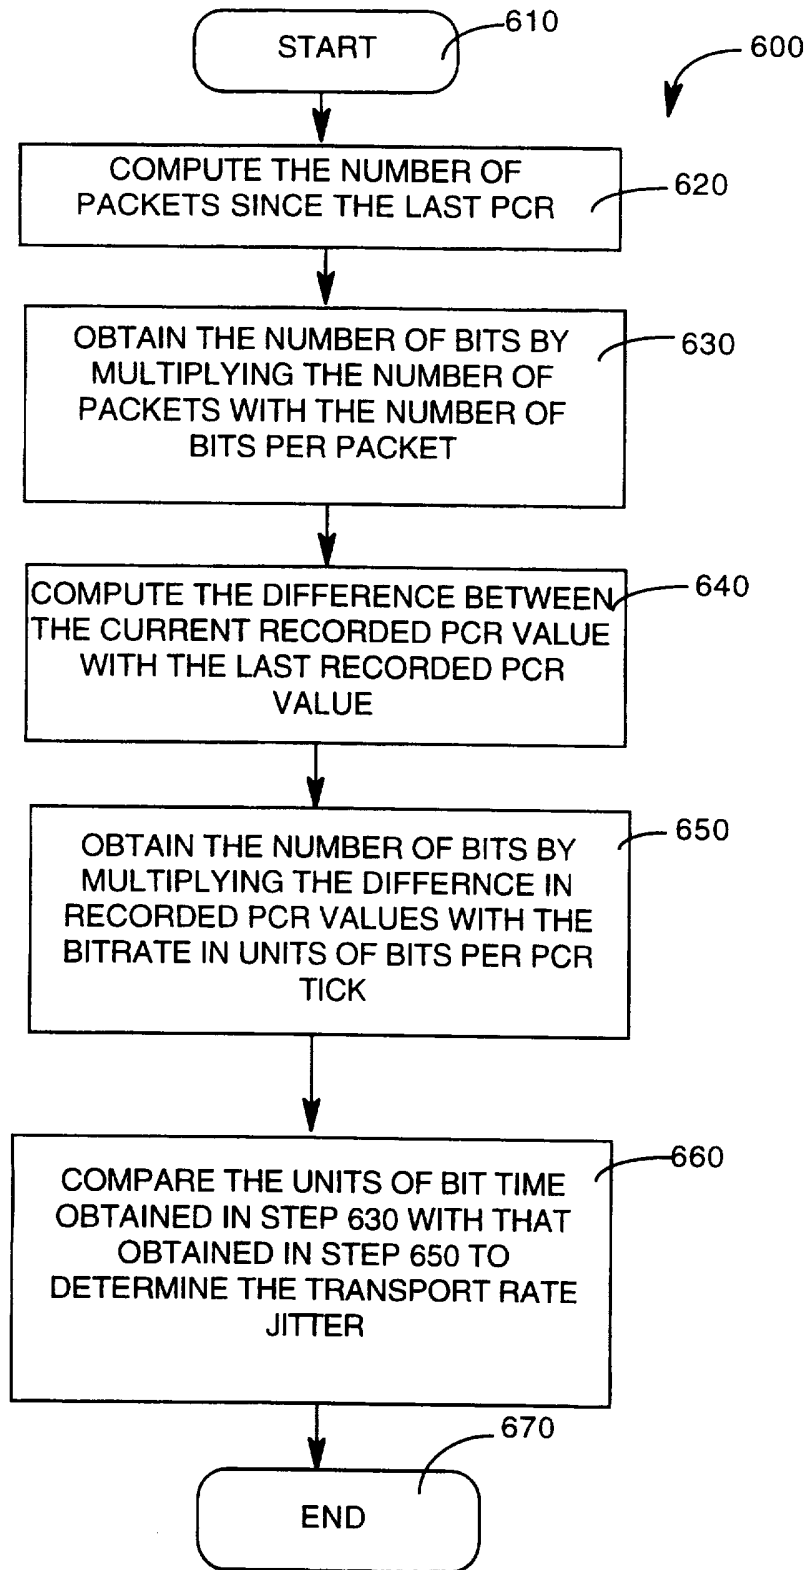 START
610
600
COMPUTE THE NUMBER OF
PACKETS SINCE THE LAST PCR
620
OBTAIN THE NUMBER OF BITS BY
MULTIPLYING THE NUMBER OF
PACKETS WITH THE NUMBER OF
BITS PER PACKET
630
COMPUTE THE DIFFERENCE BETWEEN
THE CURRENT RECORDED PCR VALUE
WITH THE LAST RECORDED PCR
VALUE
640
OBTAIN THE NUMBER OF BITS BY
MULTIPLYING THE DIFFERNCE IN
RECORDED PCR VALUES WITH THE
BITRATE IN UNITS OF BITS PER PCR
TICK
650
COMPARE THE UNITS OF BIT TIME
OBTAINED IN STEP 630 WITH THAT
OBTAINED IN STEP 650 TO
DETERMINE THE TRANSPORT RATE
JITTER
660
670
END